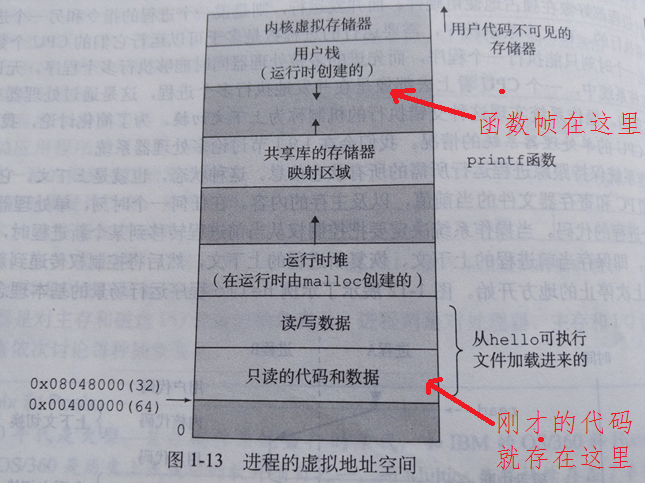 内核虚拟存储器
用户代码不可见的
存储器
用户栈
(运行时创建的)
函数帧在这里
共享库的存储器
映射区域
printf函数
运行时堆
(在运行时由malloc创建的)
读/写数据
从hello可执行
文件加载进来的
只读的代码和数据
0x08048000(32)
0x00400000(64)
刚才的代码
就存在这里
0
图 1-13 进程的虚拟地址空间